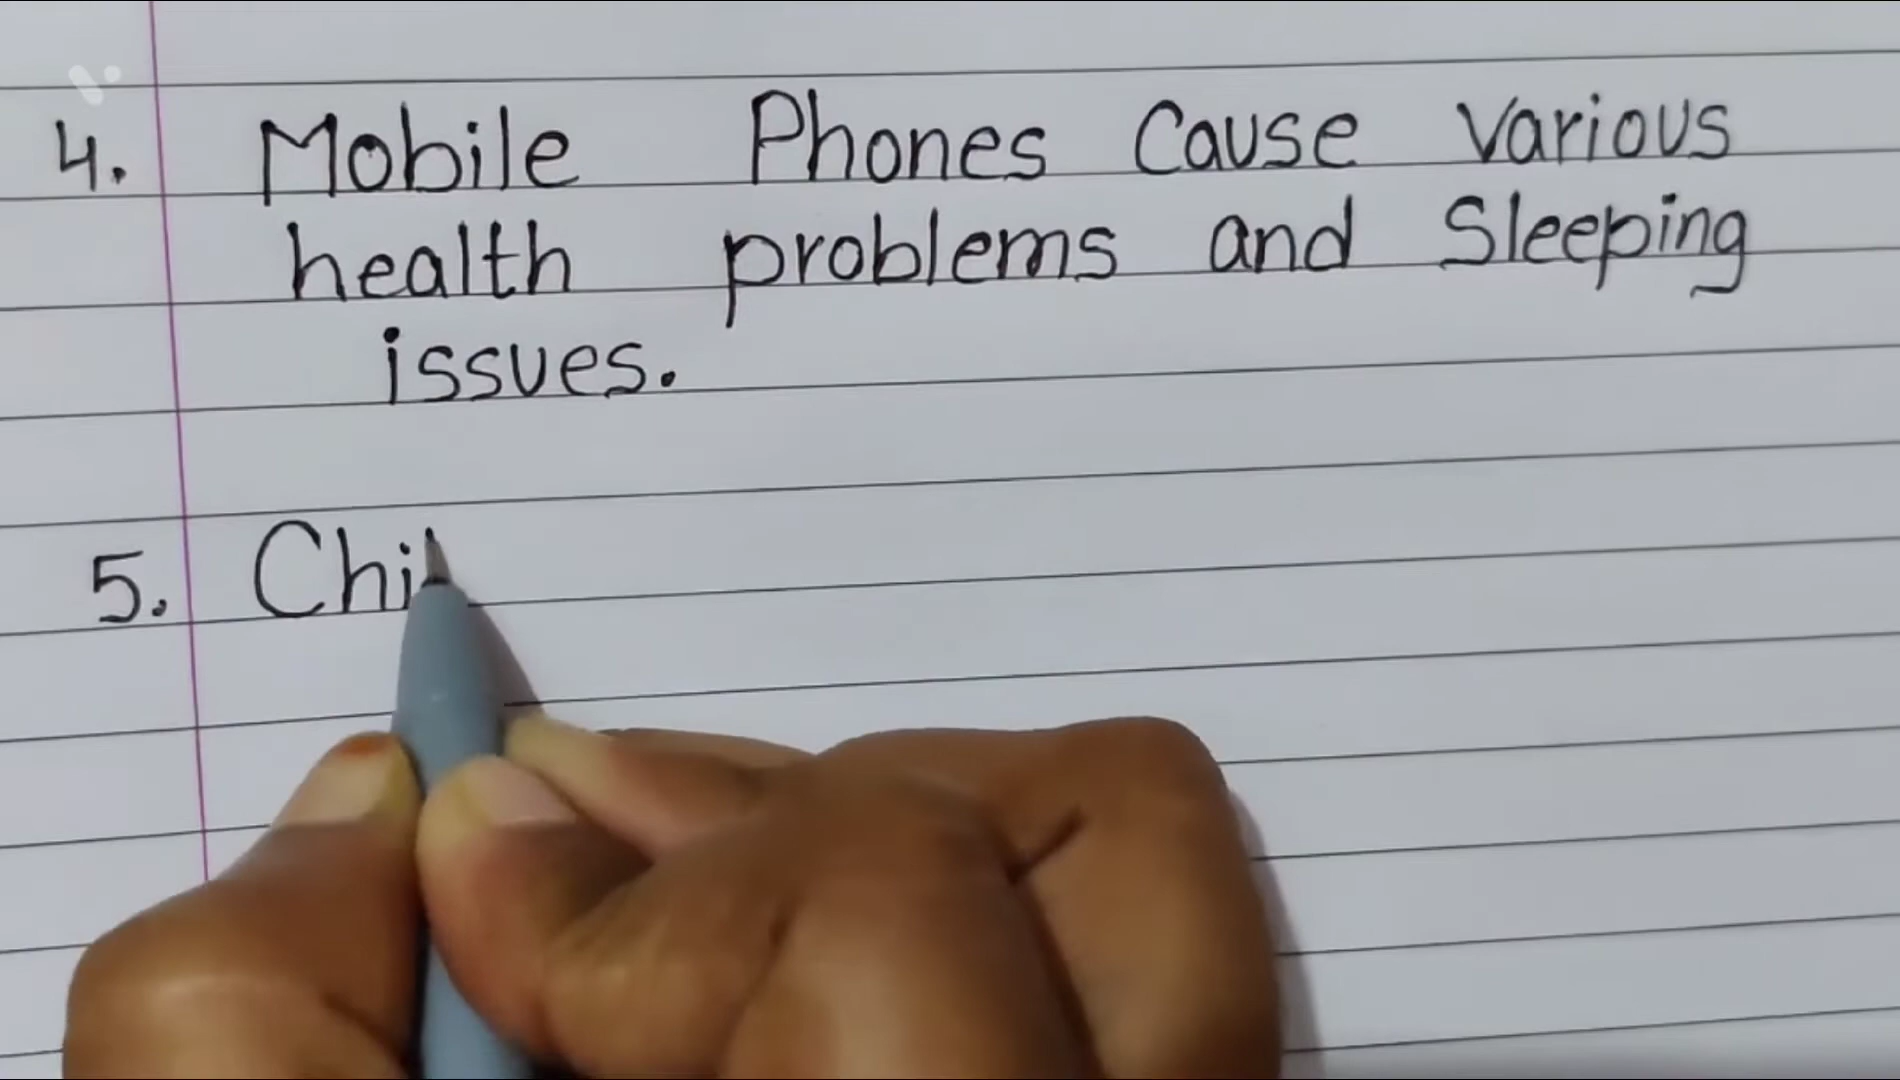 4. Mobile Phones Cause various
health problems and Sleeping
issues.
5. Chi